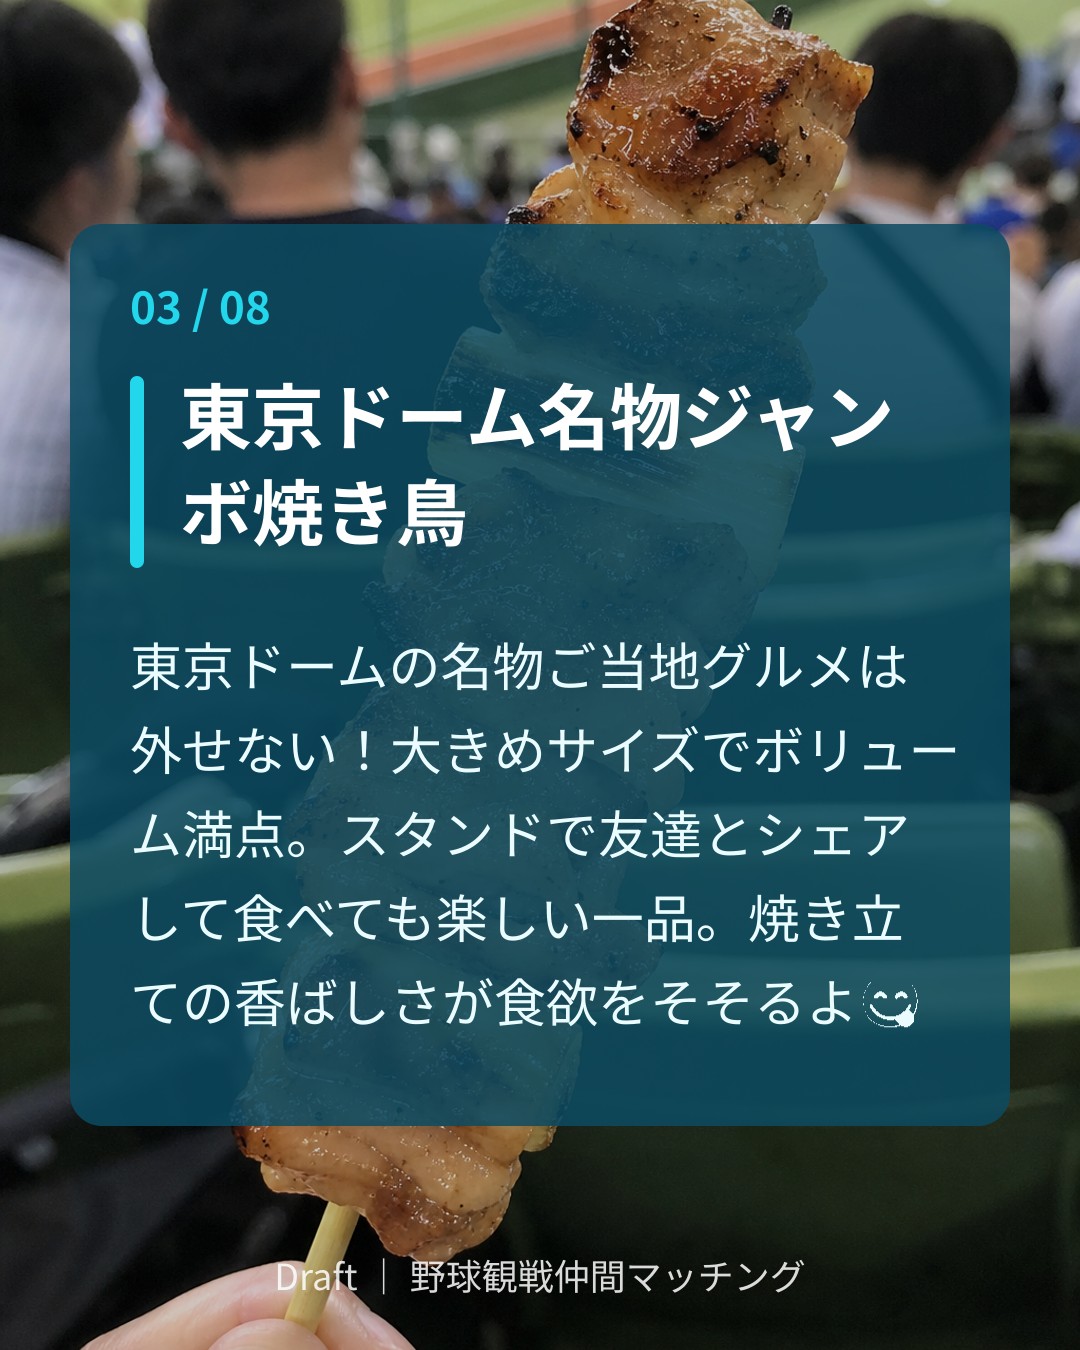 03 / 08
東京ドーム名物ジャン
ボ焼き鳥
東京ドームの名物ご当地グルメは
外せない！大きめサイズでボリュー
ム満点。スタンドで友達とシェア
して食べても楽しい一品。焼き立
ての香ばしさが食欲をそそるよ😋
Draft ｜ 野球観戦仲間マッチング